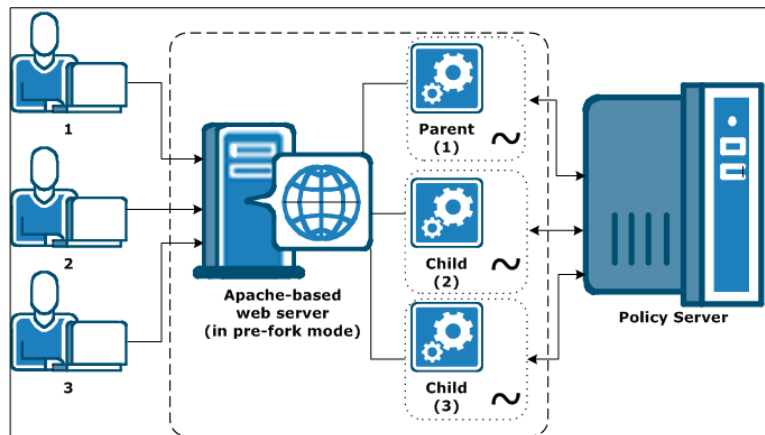 1
2
3
Apache-based
web server
(in pre-fork mode)
Parent
(1)
~
Child
(2)
~
Child
(3)
~
Policy Server